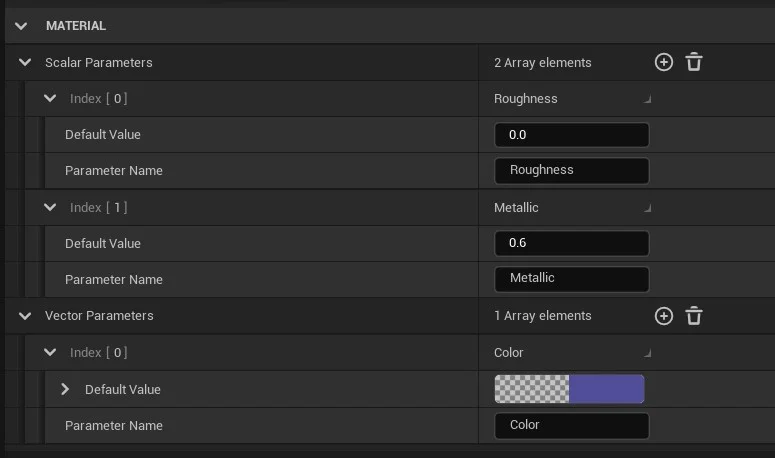 MATERIAL
Scalar Parameters 2 Array elements
Index [ 0 ] Roughness
Default Value 0.0
Parameter Name Roughness
Index [ 1 ] Metallic
Default Value 0.6
Parameter Name Metallic
Vector Parameters 1 Array elements
Index [ 0 ] Color
Default Value
Parameter Name Color